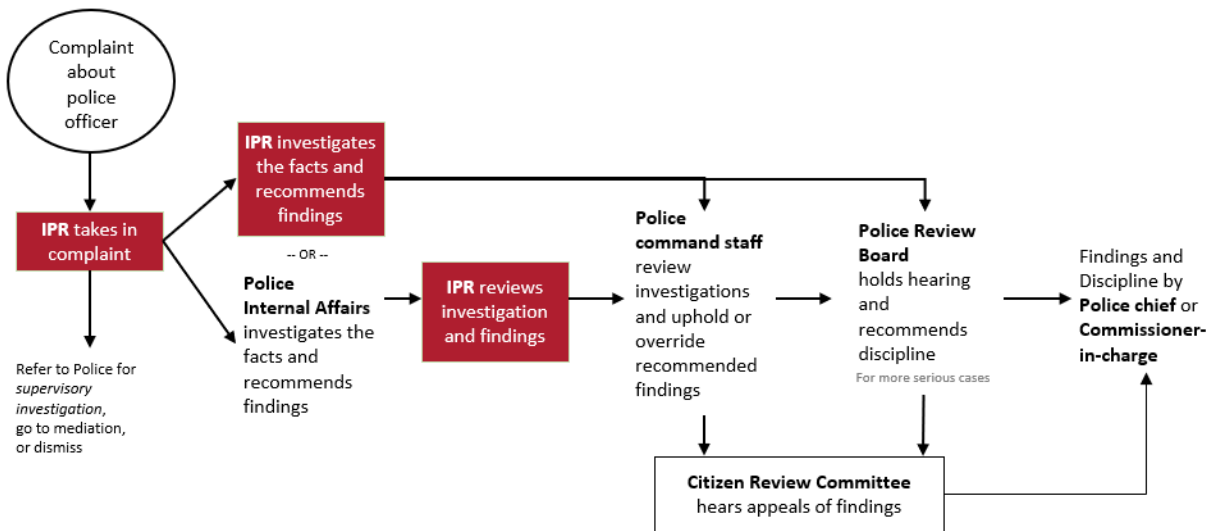 Complaint
about
police
officer
IPR takes in
complaint
Refer to Police for
supervisory
investigation,
go to mediation,
or dismiss
IPR investigates
the facts and
recommends
findings
-- OR --
Police
Internal Affairs
investigates the
facts and
recommends
findings
IPR reviews
investigation
and findings
Police
command staff
review
investigations
and uphold or
override
recommended
findings
Police Review
Board
holds hearing
and
recommends
discipline
For more serious cases
Findings and
Discipline by
Police chief or
Commissioner-
in-charge
Citizen Review Committee
hears appeals of findings